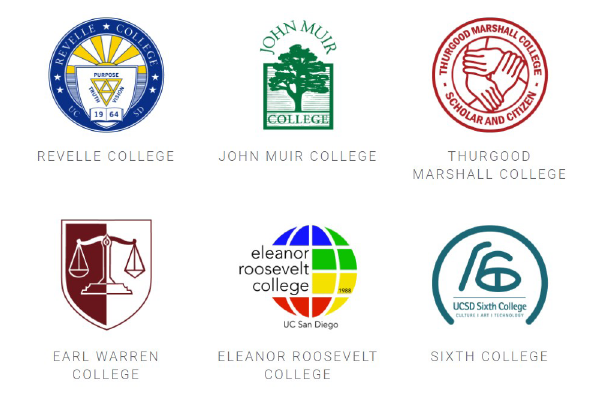 REVELLE COLLEGE
PURPOSE
TRUTH
VISION
19 64
UC SD
JOHN MUIR
COLLEGE
THURGOOD MARSHALL COLLEGE
SCHOLAR AND CITIZEN
REVELLE COLLEGE
JOHN MUIR COLLEGE
THURGOOD
MARSHALL COLLEGE
eleanor
roosevelt
college
1988
UC San Diego
UCSD Sixth College
CULTURE | ART | TECHNOLOGY
EARL WARREN
COLLEGE
ELEANOR ROOSEVELT
COLLEGE
SIXTH COLLEGE